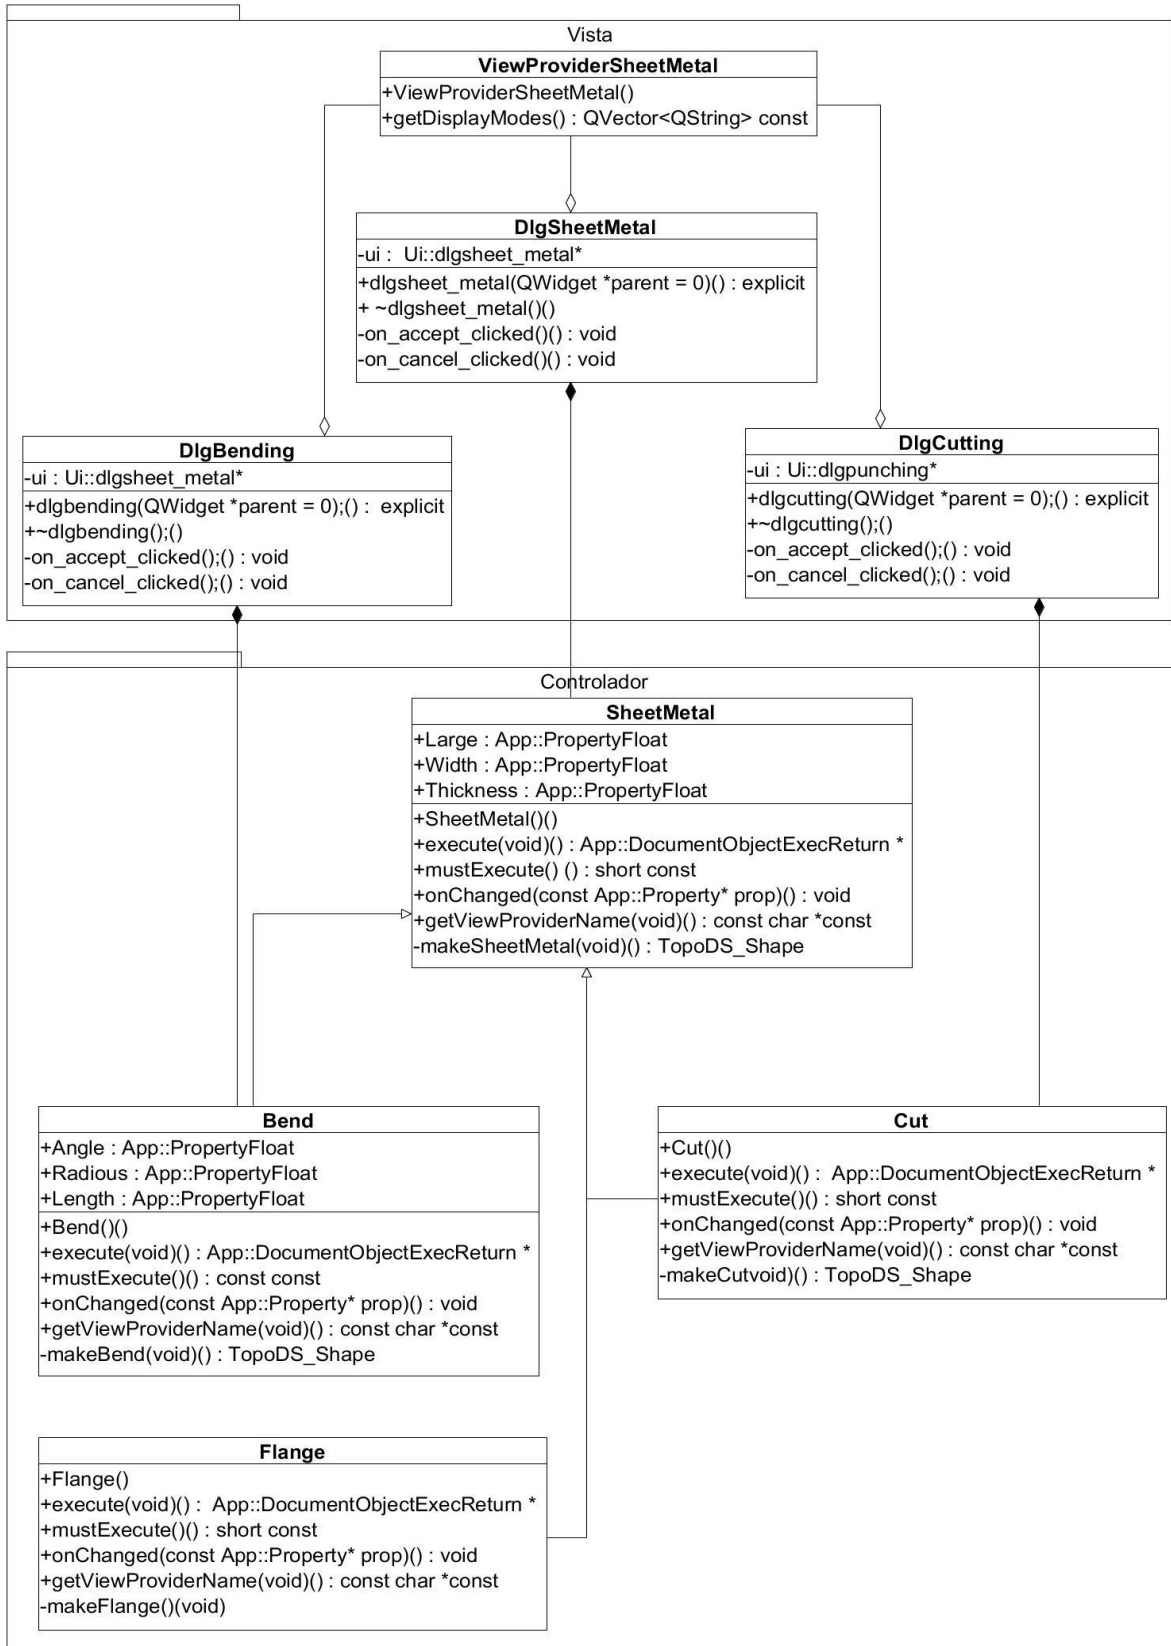 Vista
ViewProviderSheetMetal
+ViewProviderSheetMetal()
+getDisplayModes() : QVector<QString> const
DlgSheetMetal
-ui :  Ui::dlgsheet_metal*
+dlgsheet_metal(QWidget *parent = 0)() : explicit
+ ~dlgsheet_metal()()
-on_accept_clicked()() : void
-on_cancel_clicked()() : void
DlgBending
-ui : Ui::dlgsheet_metal*
+dlgbending(QWidget *parent = 0);() :  explicit
+~dlgbending();()
-on_accept_clicked();() : void
-on_cancel_clicked();() : void
DlgCutting
-ui : Ui::dlgpunching*
+dlgcutting(QWidget *parent = 0);() : explicit
+~dlgcutting();()
-on_accept_clicked();() : void
-on_cancel_clicked();() : void
Controlador
SheetMetal
+Large : App::PropertyFloat
+Width : App::PropertyFloat
+Thickness : App::PropertyFloat
+SheetMetal()()
+execute(void)() : App::DocumentObjectExecReturn *
+mustExecute() () : short const
+onChanged(const App::Property* prop)() : void
+getViewProviderName(void)() : const char *const
-makeSheetMetal(void)() : TopoDS_Shape
Bend
+Angle : App::PropertyFloat
+Radious : App::PropertyFloat
+Length : App::PropertyFloat
+Bend()()
+execute(void)() : App::DocumentObjectExecReturn *
+mustExecute()() : const const
+onChanged(const App::Property* prop)() : void
+getViewProviderName(void)() : const char *const
-makeBend(void)() : TopoDS_Shape
Cut
+Cut()()
+execute(void)() :  App::DocumentObjectExecReturn *
+mustExecute()() : short const
+onChanged(const App::Property* prop)() : void
+getViewProviderName(void)() : const char *const
-makeCutvoid)() : TopoDS_Shape
Flange
+Flange()
+execute(void)() :  App::DocumentObjectExecReturn *
+mustExecute()() : short const
+onChanged(const App::Property* prop)() : void
+getViewProviderName(void)() : const char *const
-makeFlange()(void)